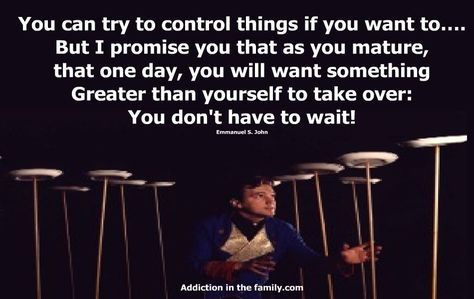 You can try to control things if you want to....
But I promise you that as you mature,
that one day, you will want something
Greater than yourself to take over:
You don't have to wait!
Emmanuel S. John
Addiction in the family.com